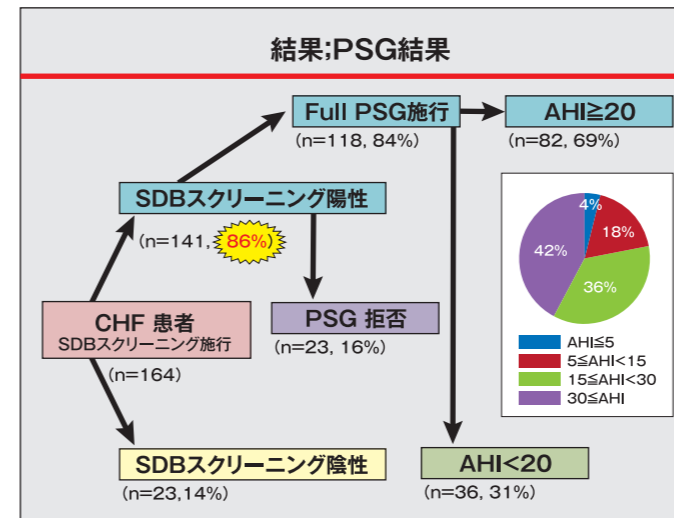 結果;PSG結果
Full PSG施行
(n=118, 84%)
AHI≧20
(n=82, 69%)
SDBスクリーニング陽性
(n=141, 86%)
CHF 患者
SDBスクリーニング施行
(n=164)
PSG 拒否
(n=23, 16%)
4%
18%
36%
42%
AHI≦5
5≦AHI<15
15≦AHI<30
30≦AHI
SDBスクリーニング陰性
(n=23,14%)
AHI<20
(n=36, 31%)